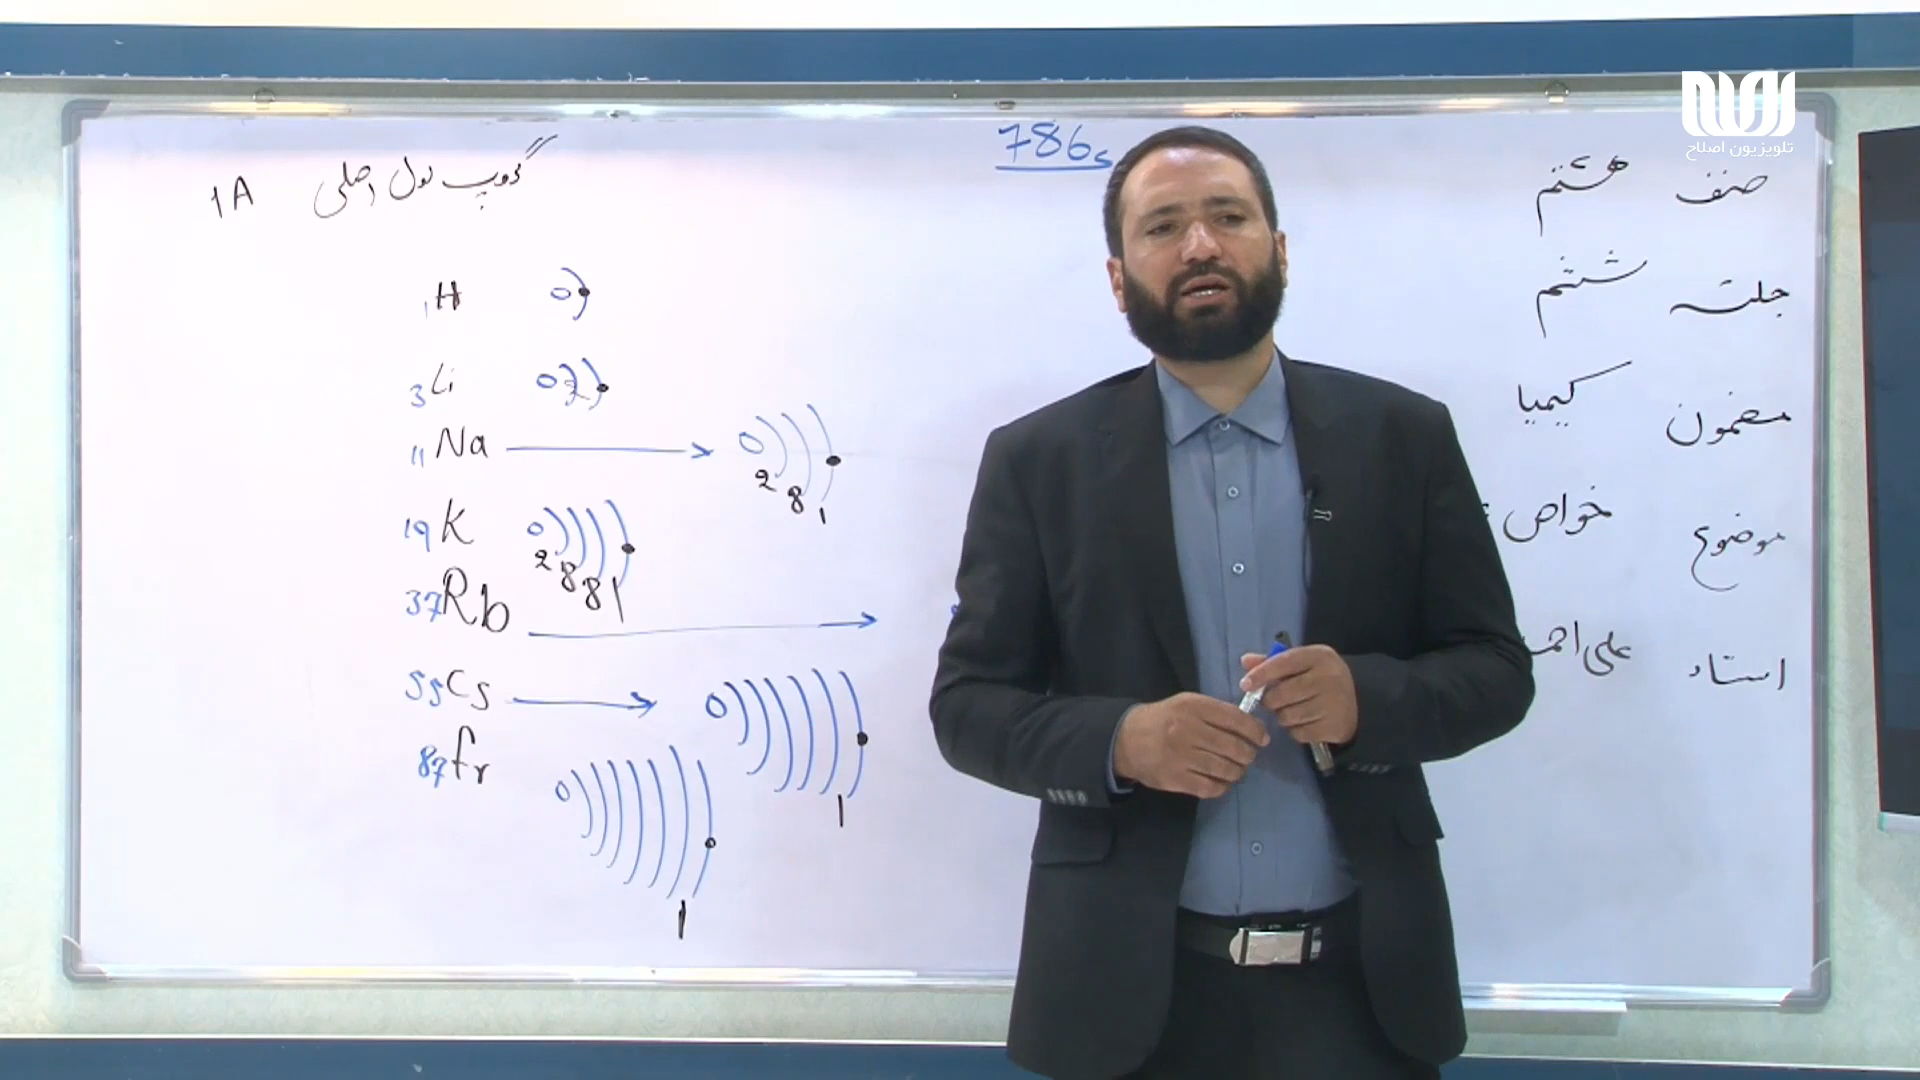 786
صنف هشتم
جلسه ششم
مضمون کیمیا
موضوع خواص
استاد علی احمد
گروپ اول اصلی 1A
1H
3Li 2
11Na 2 8 1
19K 2 8 8 1
37Rb
55Cs 1
87Fr 1
تلویزیون اصلاح